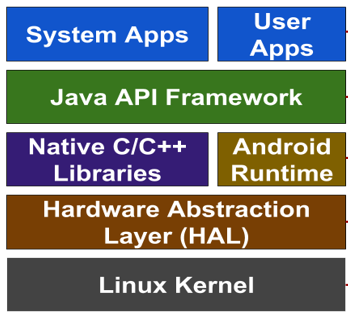 System Apps
User
Apps
Java API Framework
Native C/C++
Libraries
Android
Runtime
Hardware Abstraction
Layer (HAL)
Linux Kernel